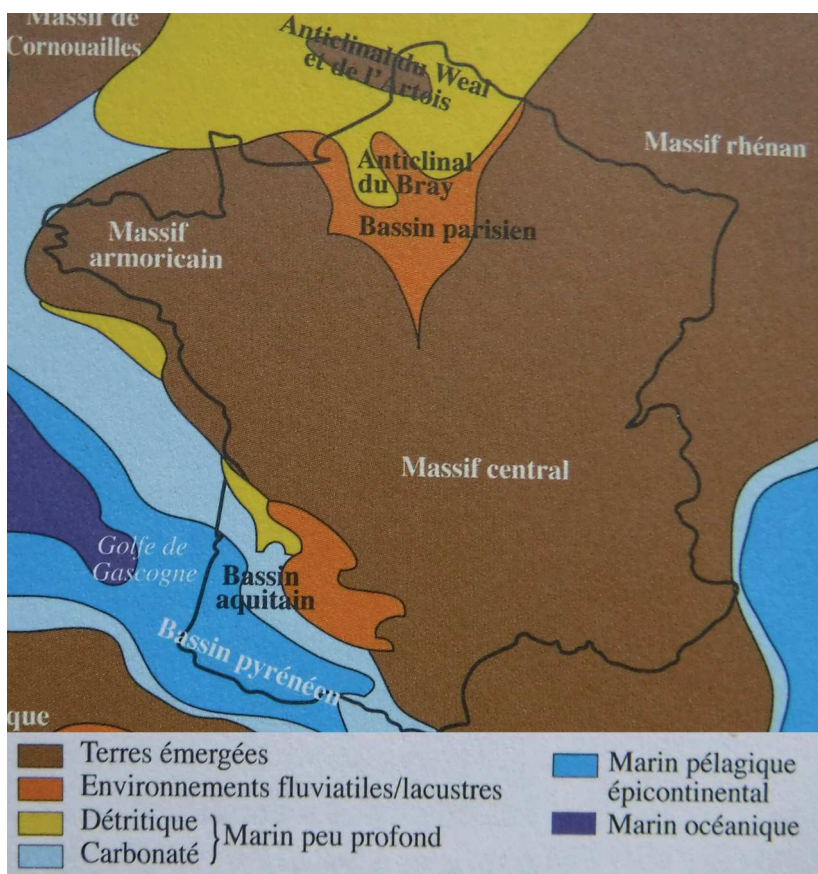 Massif de
Cornouailles
Anticlinal du Weal
et de l'Artois
Massif rhénan
Anticlinal
du Bray
Bassin parisien
Massif
armoricain
Massif central
Golfe de
Gascogne
Bassin
aquitain
Bassin pyrénéen
que
Terres émergées
Environnements fluviatiles/lacustres
Détritique
Carbonaté
Marin peu profond
Marin pélagique
épicontinental
Marin océanique